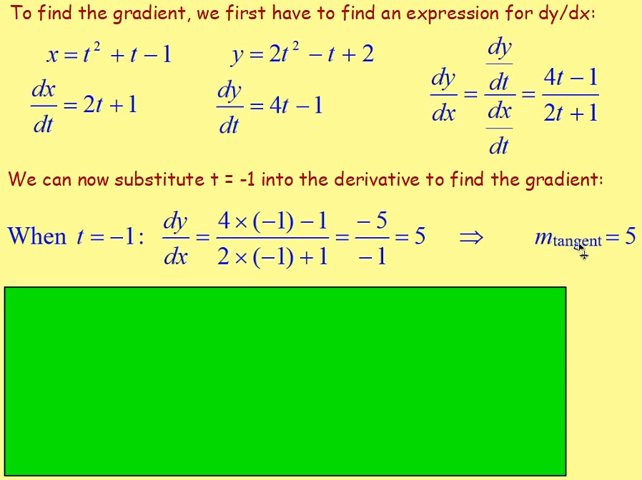 To find the gradient, we first have to find an expression for dy/dx:
x = t² + t − 1    y = 2t² − t + 2
dx/dt = 2t + 1    dy/dt = 4t − 1    dy/dx = (dy/dt)/(dx/dt) = (4t − 1)/(2t + 1)
We can now substitute t = -1 into the derivative to find the gradient:
When t = −1: dy/dx = (4 × (−1) − 1)/(2 × (−1) + 1) = (−5)/(−1) = 5 ⇒ m_tangent = 5